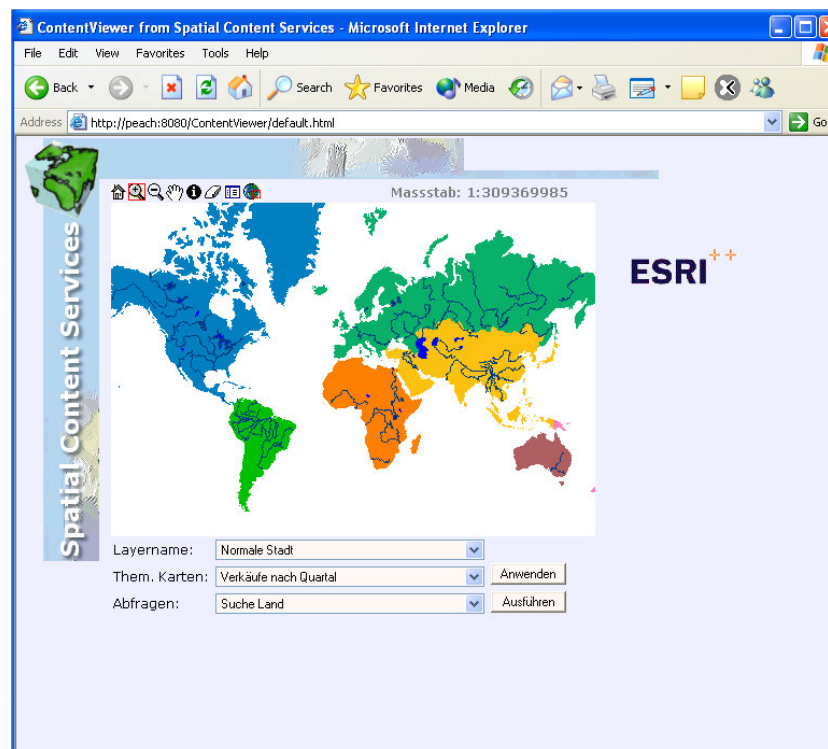 ContentViewer from Spatial Content Services - Microsoft Internet Explorer
File Edit View Favorites Tools Help
Back Search Favorites Media
Address http://peach:8080/ContentViewer/default.html Go
Massstab: 1:309369985
Spatial Content Services
ESRI++
Layername: Normale Stadt
Them. Karten: Verkäufe nach Quartal Anwenden
Abfragen: Suche Land Ausführen